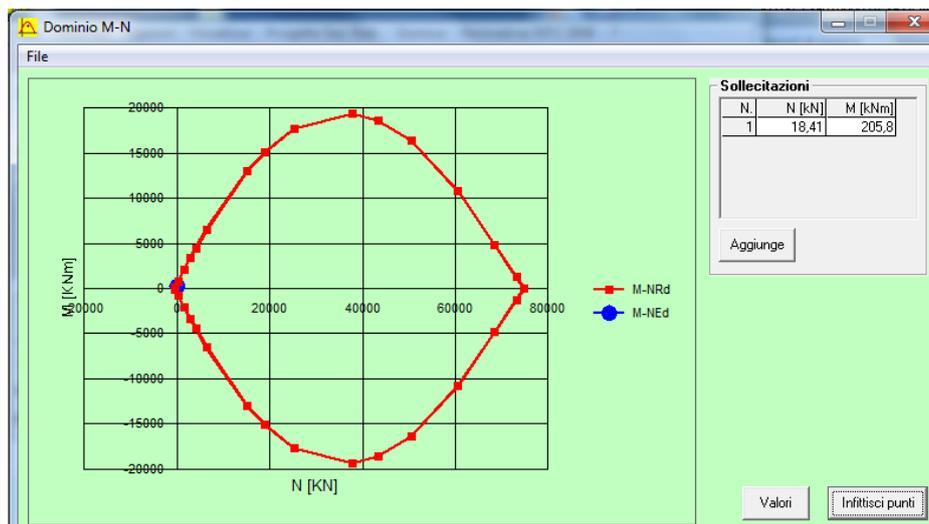 Dominio M-N
File
20000
15000
10000
5000
0
-5000
-10000
-15000
-20000
M [KNm]
-20000
0
20000
40000
60000
80000
N [KN]
M-NRd
M-NEd
Sollecitazioni
N. N [kN] M [kNm]
1 18,41 205,8
Aggiunge
Valori
Infittisci punti